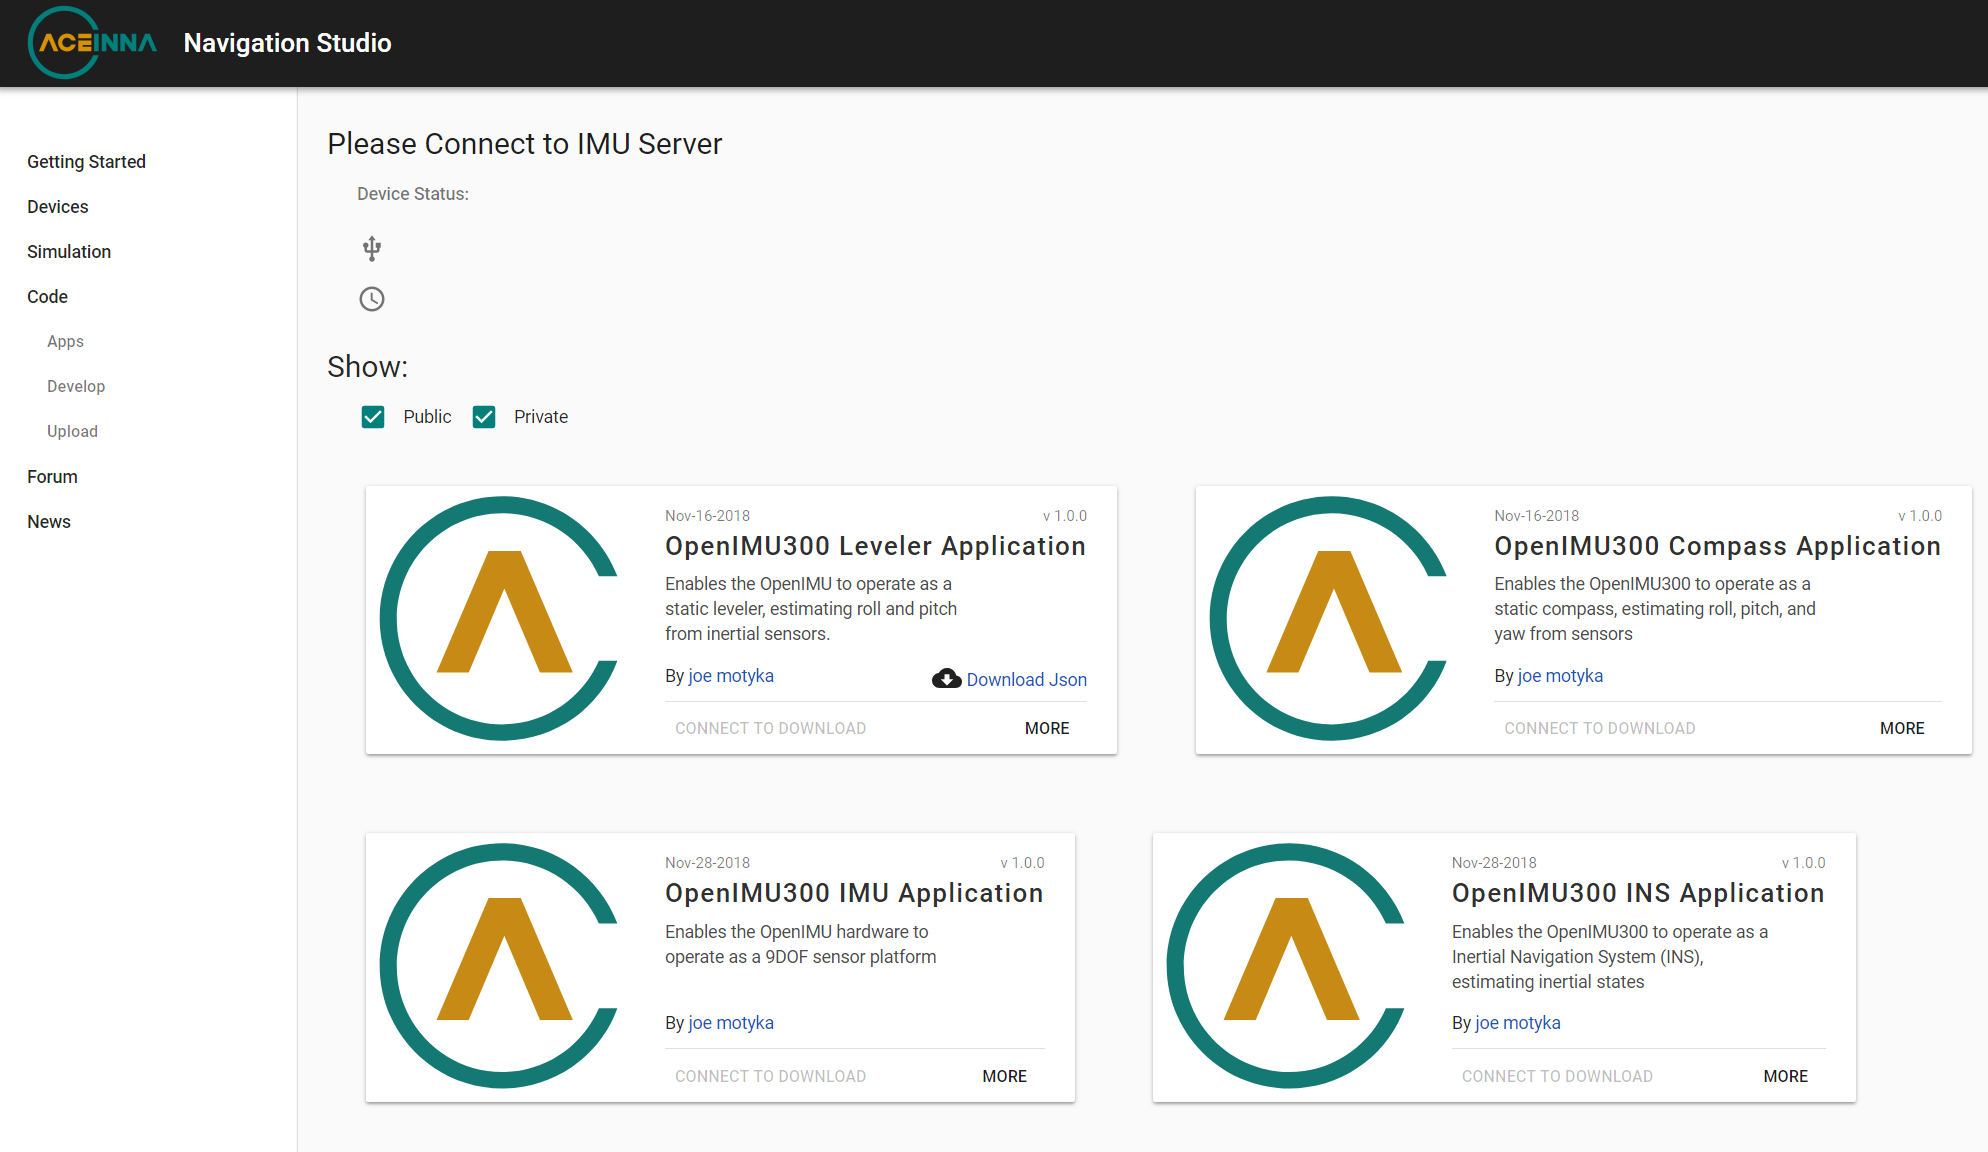 ACEINNA Navigation Studio
Getting Started
Devices
Simulation
Code
Apps
Develop
Upload
Forum
News
Please Connect to IMU Server
Device Status:
Show:
Public Private
Nov-16-2018 v 1.0.0
OpenIMU300 Leveler Application
Enables the OpenIMU to operate as a
static leveler, estimating roll and pitch
from inertial sensors.
By joe motyka Download Json
CONNECT TO DOWNLOAD MORE
Nov-16-2018 v 1.0.0
OpenIMU300 Compass Application
Enables the OpenIMU300 to operate as a
static compass, estimating roll, pitch, and
yaw from sensors
By joe motyka
CONNECT TO DOWNLOAD MORE
Nov-28-2018 v 1.0.0
OpenIMU300 IMU Application
Enables the OpenIMU hardware to
operate as a 9DOF sensor platform
By joe motyka
CONNECT TO DOWNLOAD MORE
Nov-28-2018 v 1.0.0
OpenIMU300 INS Application
Enables the OpenIMU300 to operate as a
Inertial Navigation System (INS),
estimating inertial states
By joe motyka
CONNECT TO DOWNLOAD MORE